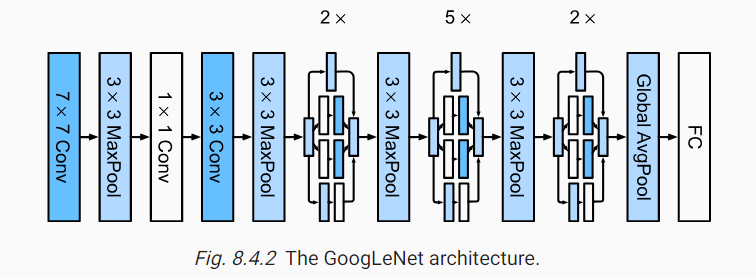 2 ×
5 ×
2 ×
7 × 7 Conv
3 × 3 MaxPool
1 × 1 Conv
3 × 3 Conv
3 × 3 MaxPool
3 × 3 MaxPool
3 × 3 MaxPool
Global AvgPool
FC
Fig. 8.4.2 The GoogLeNet architecture.